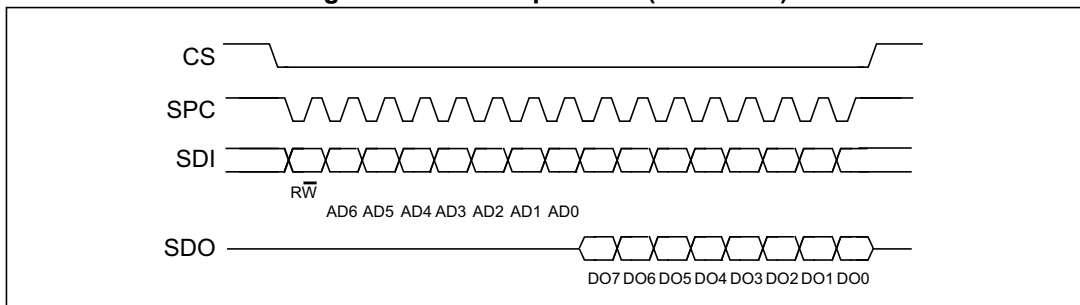 CS
SPC
SDI
RW̅
AD6 AD5 AD4 AD3 AD2 AD1 AD0
SDO
DO7 DO6 DO5 DO4 DO3 DO2 DO1 DO0